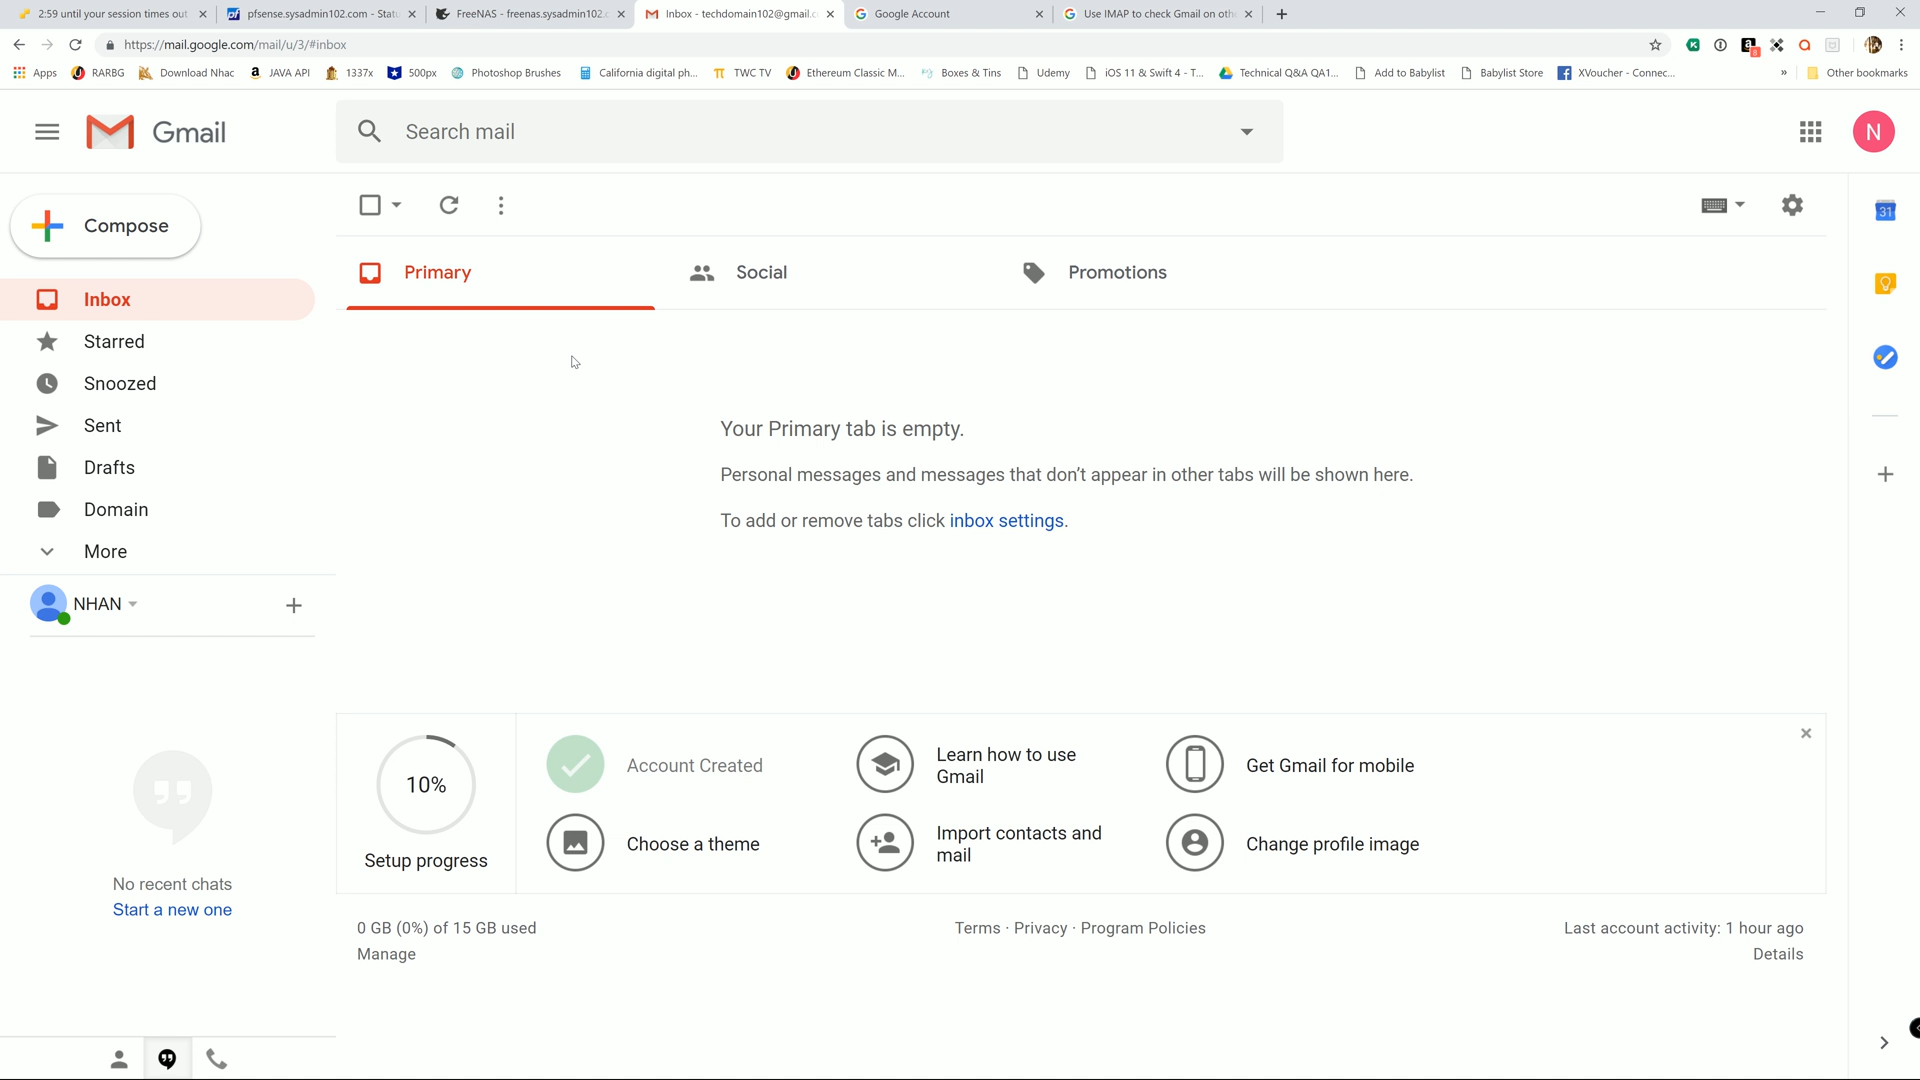 2:59 until your session times out
pfsense.sysadmin102.com - Statu
FreeNAS - freenas.sysadmin102.c
Inbox - techdomain102@gmail.co
Google Account
Use IMAP to check Gmail on oth
https://mail.google.com/mail/u/3/#inbox
Apps
RARBG
Download Nhac
JAVA API
1337x
500px
Photoshop Brushes
California digital ph...
TWC TV
Ethereum Classic M...
Boxes & Tins
Udemy
iOS 11 & Swift 4 - T...
Technical Q&A QA1...
Add to Babylist
Babylist Store
XVoucher - Connec...
»
Other bookmarks
Gmail
Search mail
N
Compose
31
Primary
Social
Promotions
Inbox
Starred
Snoozed
Sent
Drafts
Domain
More
Your Primary tab is empty.
Personal messages and messages that don’t appear in other tabs will be shown here.
To add or remove tabs click inbox settings.
NHAN
No recent chats
Start a new one
10%
Setup progress
Account Created
Learn how to use
Gmail
Get Gmail for mobile
Choose a theme
Import contacts and
mail
Change profile image
0 GB (0%) of 15 GB used
Manage
Terms · Privacy · Program Policies
Last account activity: 1 hour ago
Details